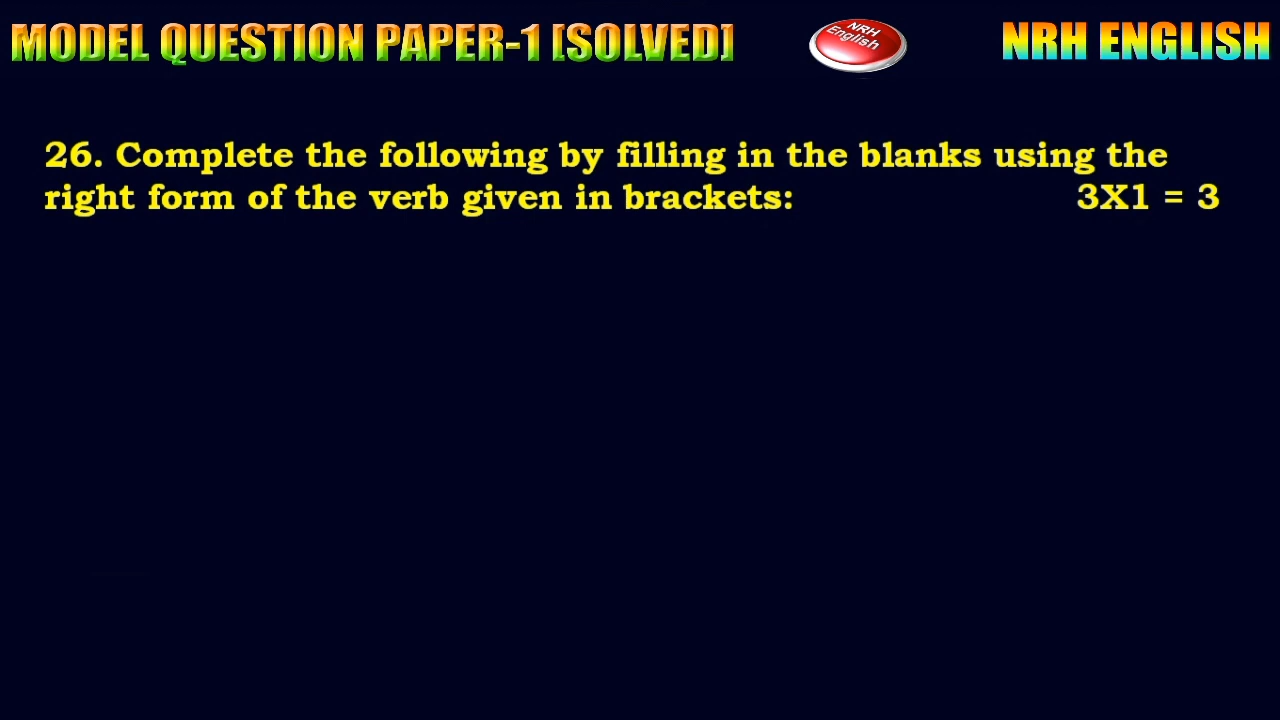 MODEL QUESTION PAPER-1 [SOLVED]
NRH
English
NRH ENGLISH
26. Complete the following by filling in the blanks using the
right form of the verb given in brackets: 3X1 = 3